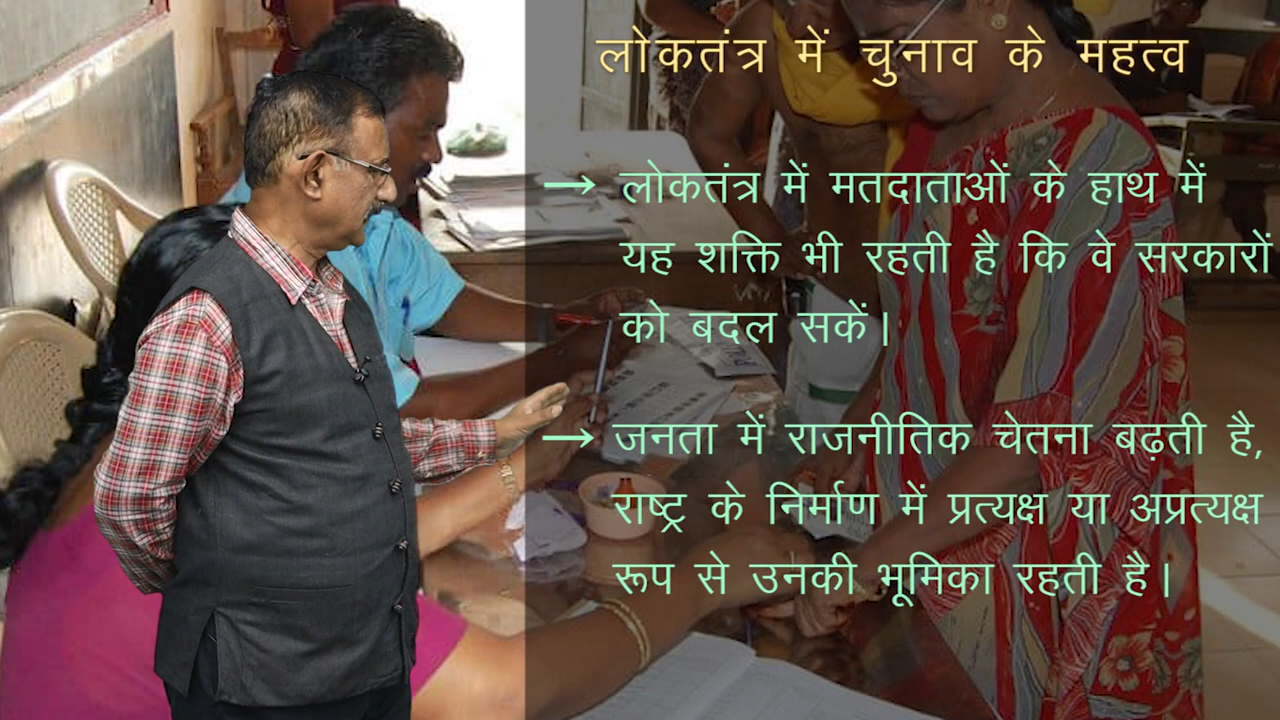 लोकतंत्र में चुनाव के महत्व
→ लोकतंत्र में मतदाताओं के हाथ में
यह शक्ति भी रहती है कि वे सरकारों
को बदल सकें।
→ जनता में राजनीतिक चेतना बढ़ती है,
राष्ट्र के निर्माण में प्रत्यक्ष या अप्रत्यक्ष
रूप से उनकी भूमिका रहती है।